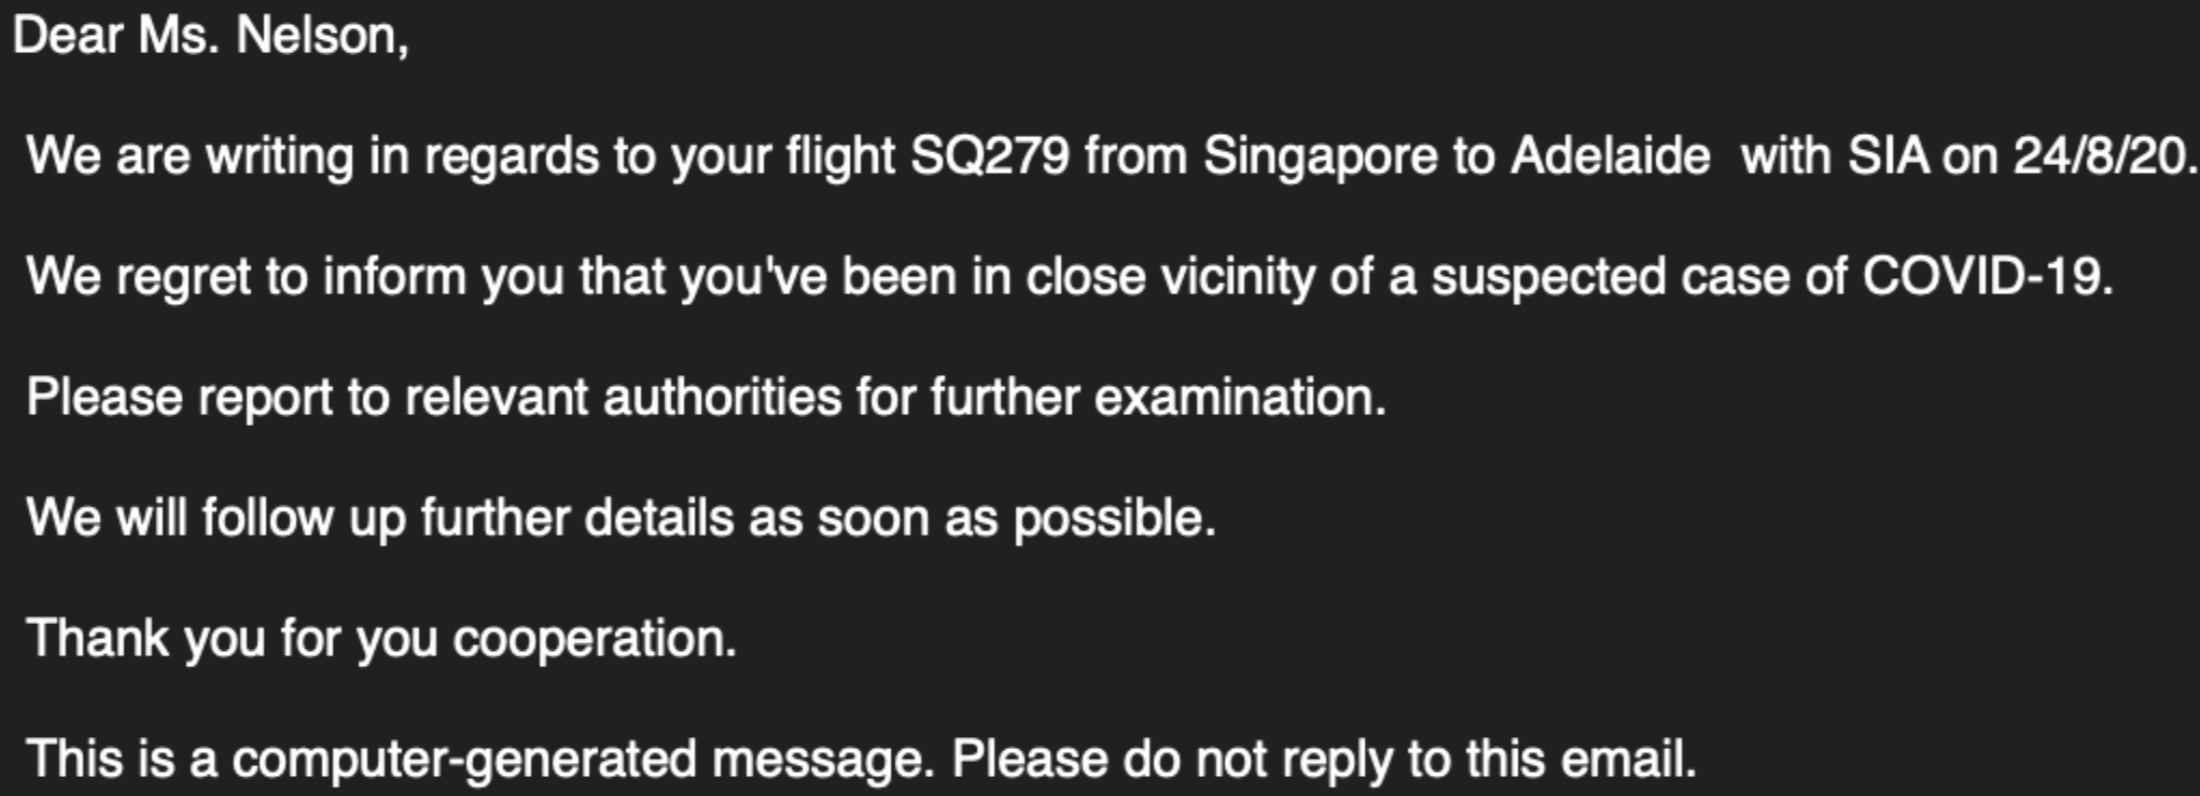 Dear Ms. Nelson,
We are writing in regards to your flight SQ279 from Singapore to Adelaide  with SIA on 24/8/20.
We regret to inform you that you've been in close vicinity of a suspected case of COVID-19.
Please report to relevant authorities for further examination.
We will follow up further details as soon as possible.
Thank you for you cooperation.
This is a computer-generated message. Please do not reply to this email.